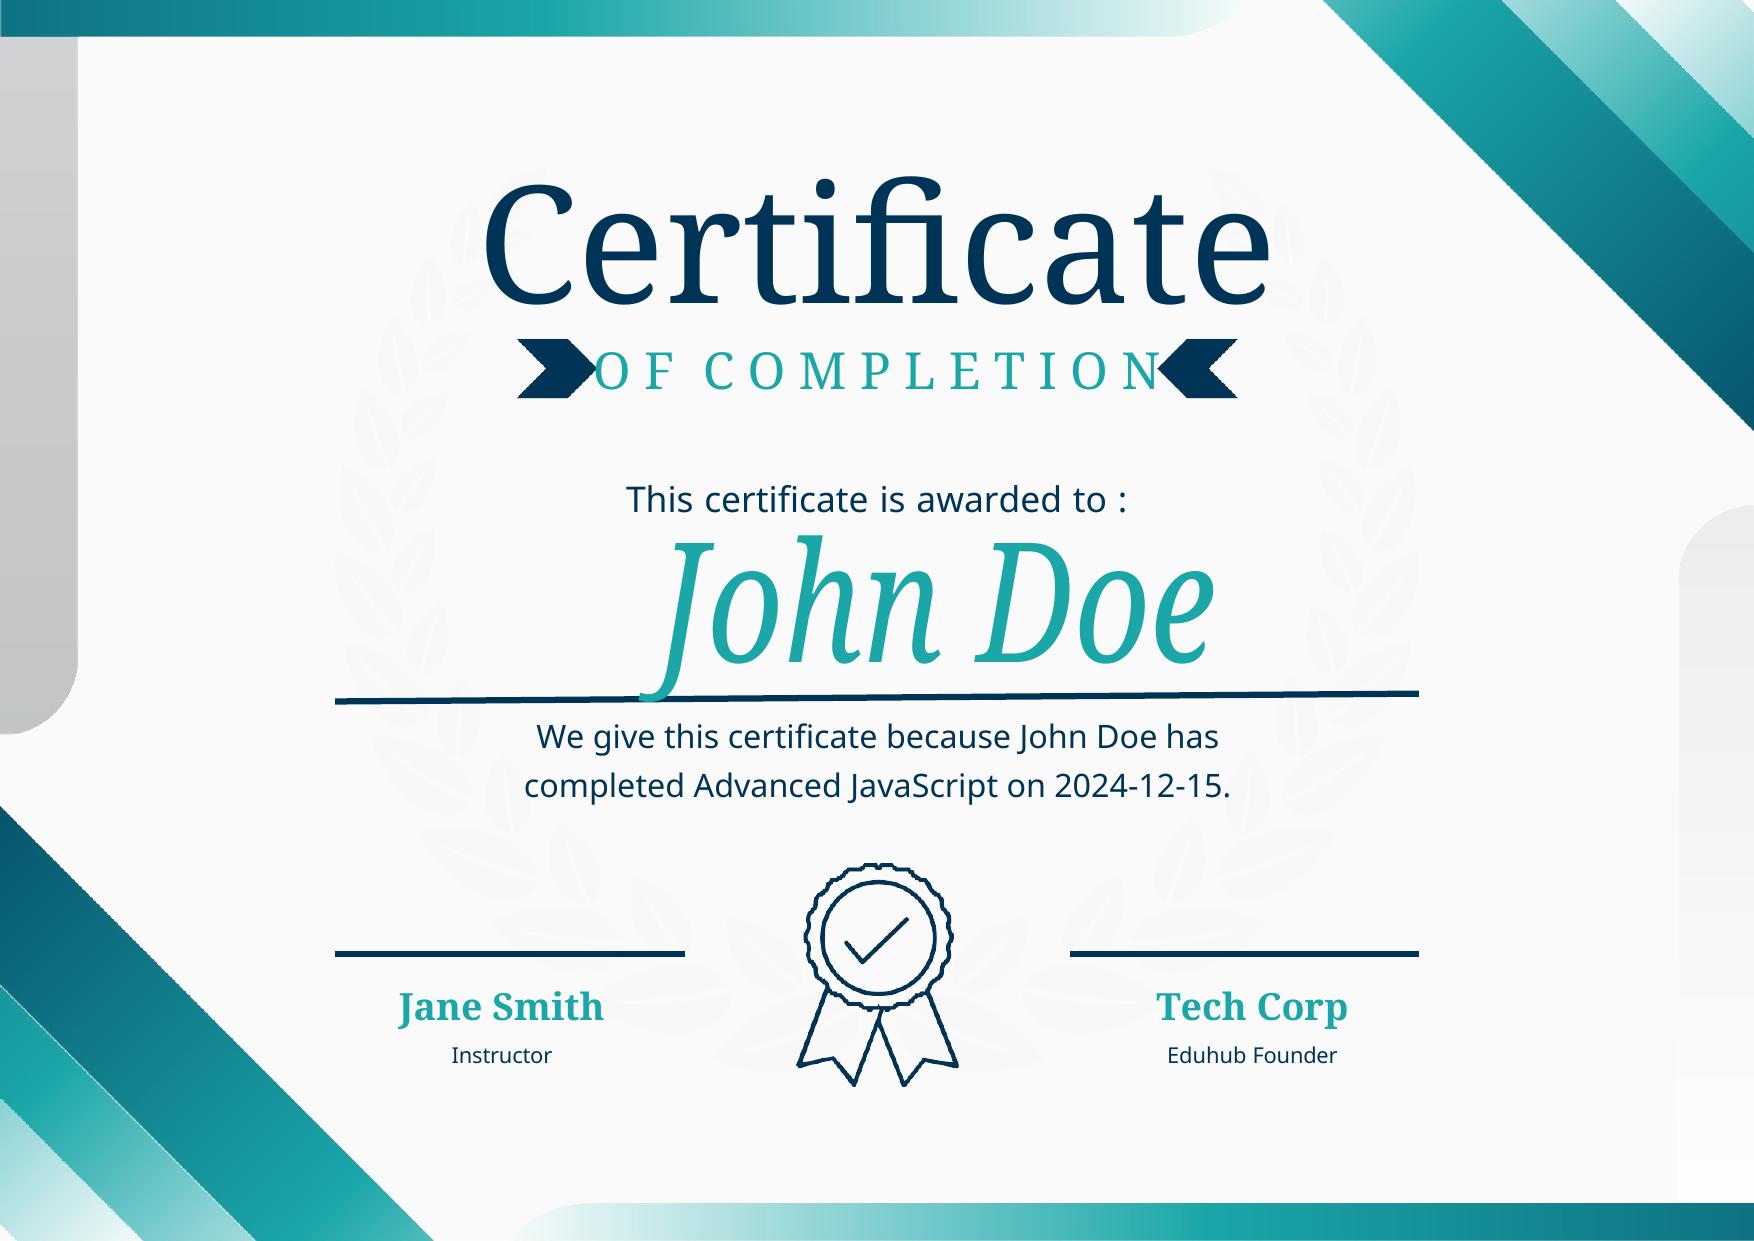 Certificate
OF COMPLETION
This certificate is awarded to :
John Doe
We give this certificate because John Doe has
completed Advanced JavaScript on 2024-12-15.
Jane Smith
Instructor
Tech Corp
Eduhub Founder